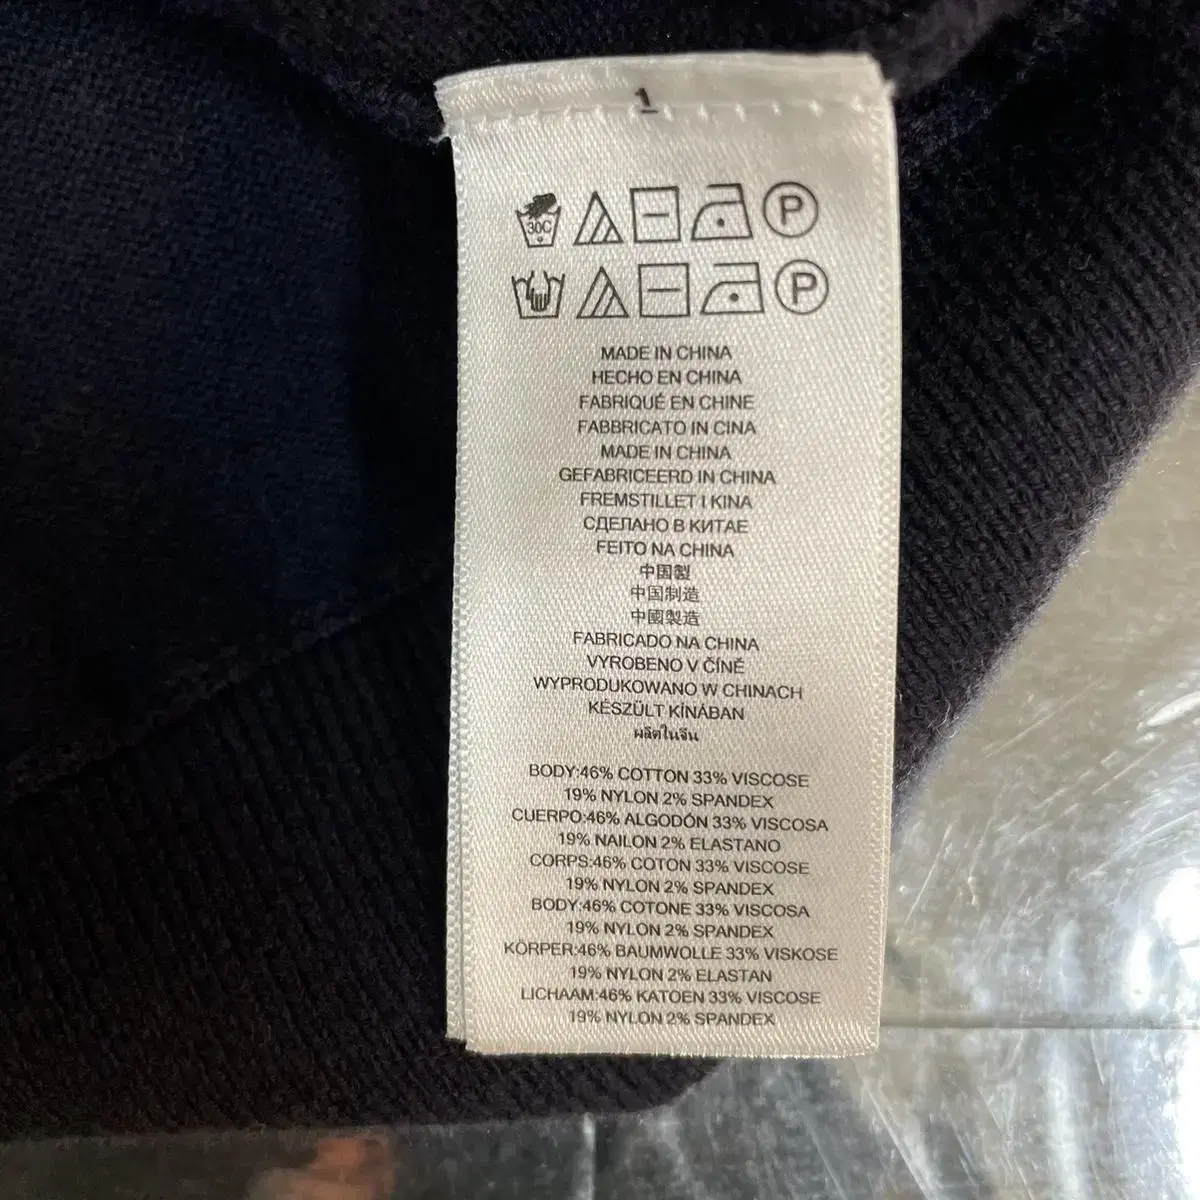 1
30C
P
P
MADE IN CHINA
HECHO EN CHINA
FABRIQUÉ EN CHINE
FABBRICATO IN CINA
MADE IN CHINA
GEFABRICEERD IN CHINA
FREMSTILLET I KINA
СДЕЛАНО В КИТАЕ
FEITO NA CHINA
中国製
中国制造
中國製造
FABRICADO NA CHINA
VYROBENO V ČÍNĚ
WYPRODUKOWANO W CHINACH
KÉSZÜLT KÍNÁBAN
ผลิตในจีน
BODY:46% COTTON 33% VISCOSE
19% NYLON 2% SPANDEX
CUERPO:46% ALGODÓN 33% VISCOSA
19% NAILON 2% ELASTANO
CORPS:46% COTON 33% VISCOSE
19% NYLON 2% SPANDEX
BODY:46% COTONE 33% VISCOSA
19% NYLON 2% SPANDEX
KÖRPER:46% BAUMWOLLE 33% VISKOSE
19% NYLON 2% ELASTAN
LICHAAM:46% KATOEN 33% VISCOSE
19% NYLON 2% SPANDEX